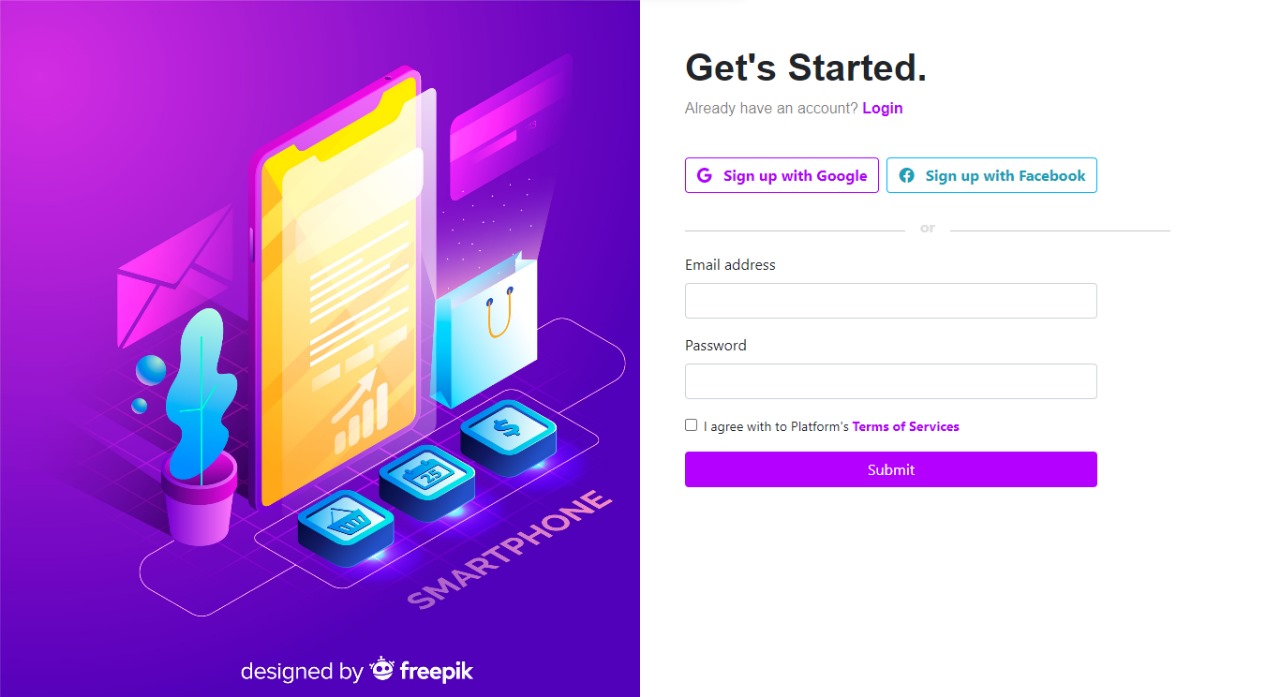 Get's Started.
Already have an account? Login
Sign up with Google
Sign up with Facebook
or
Email address
Password
I agree with to Platform's Terms of Services
Submit
25
$
SMARTPHONE
designed by freepik